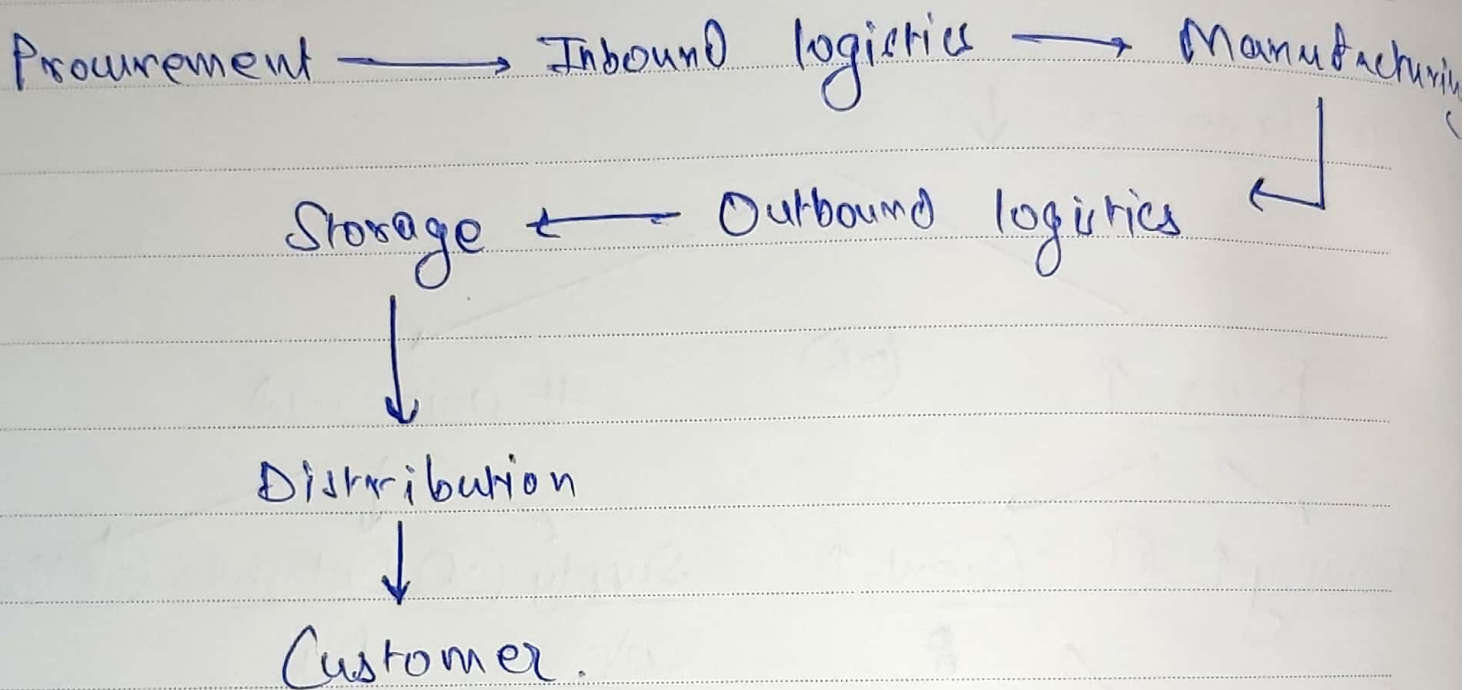 Procurement → Inbound logistics → Manufacturing
Storage ← Outbound logistics
Distribution
Customer.